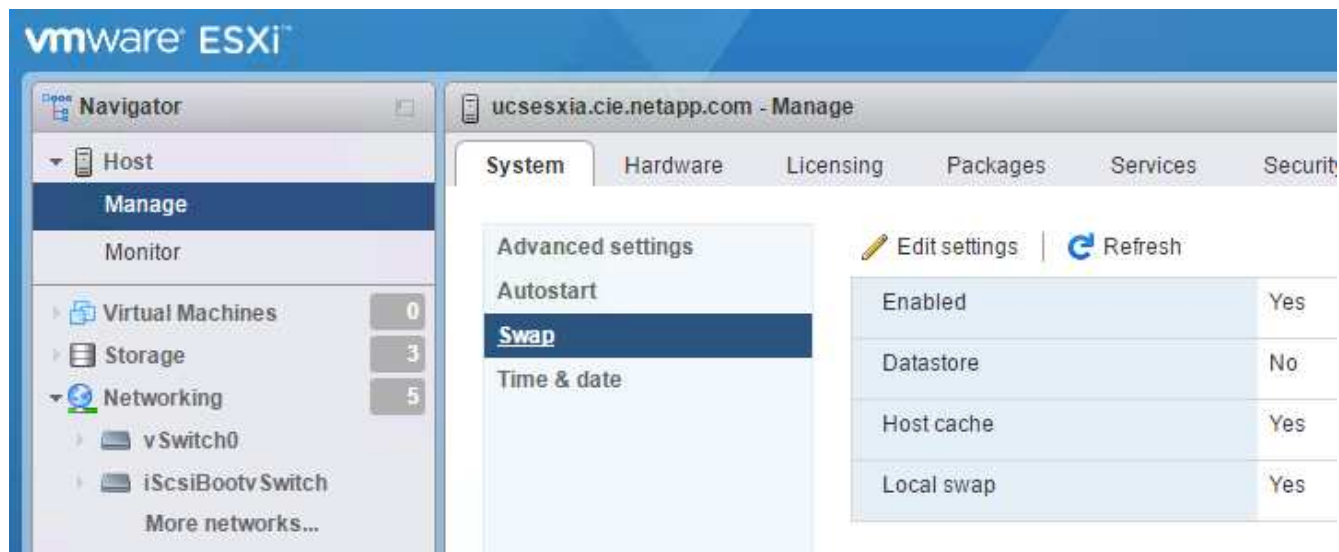 vmware ESXi™
Navigator
Host
Manage
Monitor
Virtual Machines 0
Storage 3
Networking 5
vSwitch0
iScsiBootvSwitch
More networks...
ucsesxia.cie.netapp.com - Manage
System Hardware Licensing Packages Services Security
Advanced settings
Autostart
Swap
Time & date
Edit settings | Refresh
Enabled Yes
Datastore No
Host cache Yes
Local swap Yes